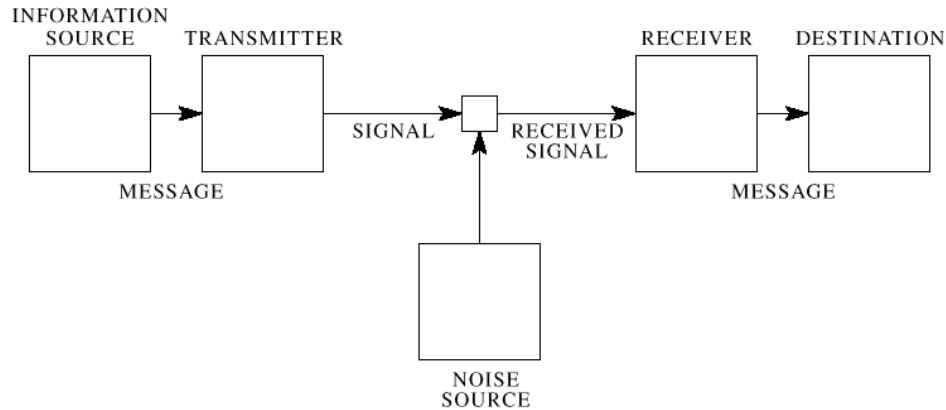 INFORMATION
SOURCE
TRANSMITTER
RECEIVER
DESTINATION
SIGNAL
RECEIVED
SIGNAL
MESSAGE
MESSAGE
NOISE
SOURCE